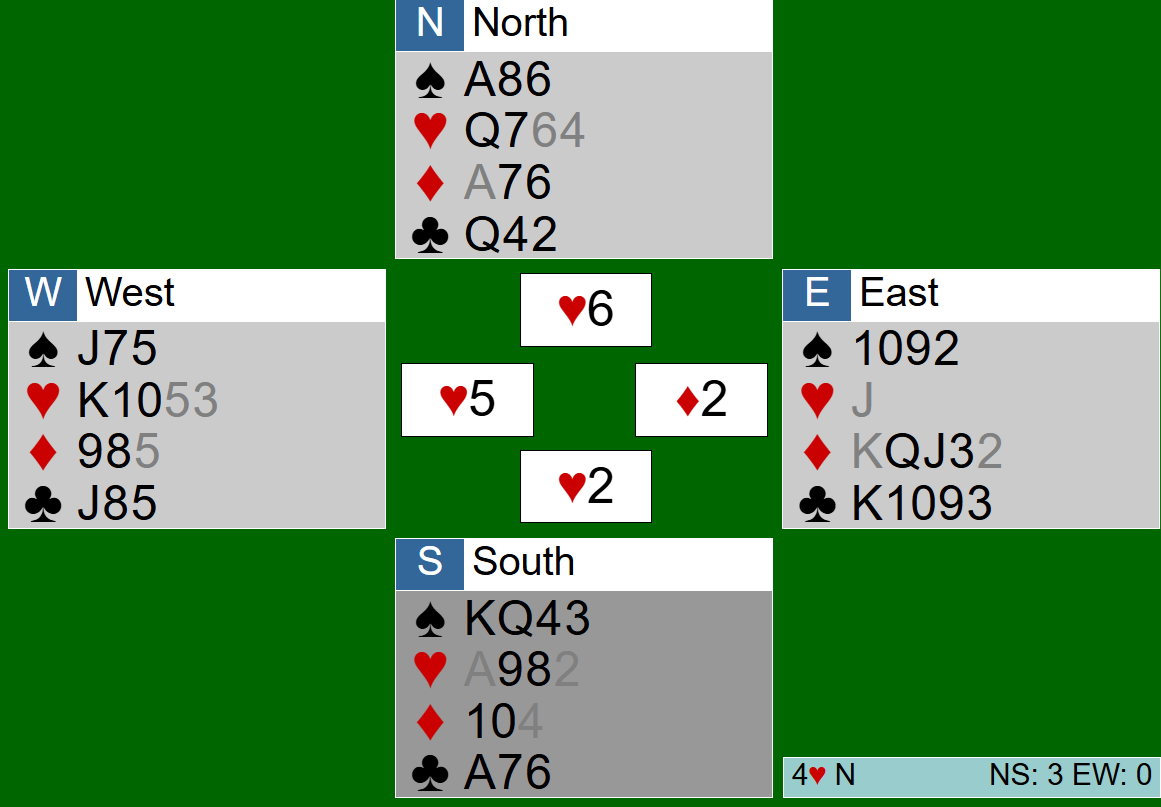 N North
♠ A86
♥ Q764
♦ A76
♣ Q42
W West
♠ J75
♥ K1053
♦ 985
♣ J85
♥6
♥5
♦2
♥2
E East
♠ 1092
♥ J
♦ KQJ32
♣ K1093
S South
♠ KQ43
♥ A982
♦ 104
♣ A76
4♥ N NS: 3 EW: 0